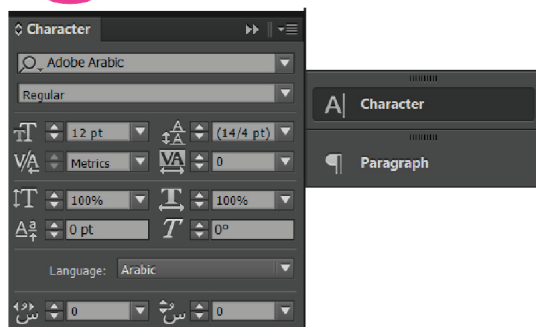 Character
Adobe Arabic
Regular
12 pt (14/4 pt)
Metrics 0
100% 100%
0 pt 0°
Language: Arabic
0 0
Character
Paragraph